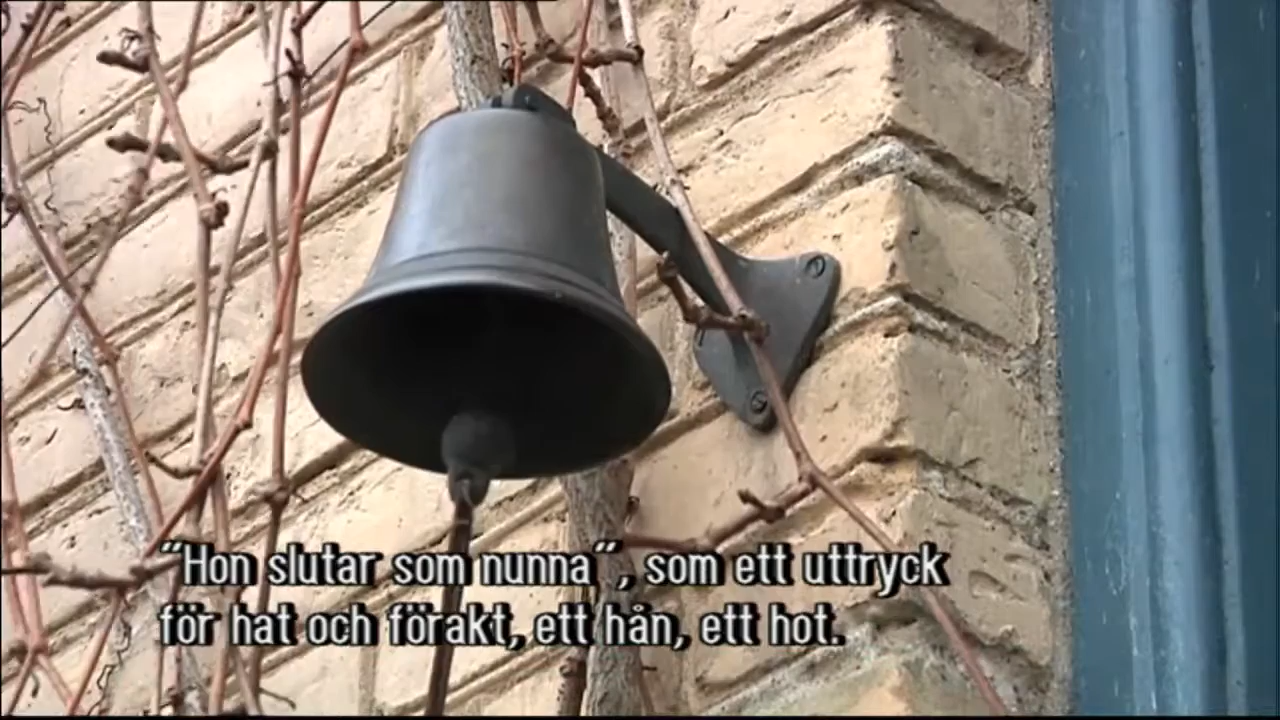 ”Hon slutar som nunna”, som ett uttryck
för hat och förakt, ett hån, ett hot.